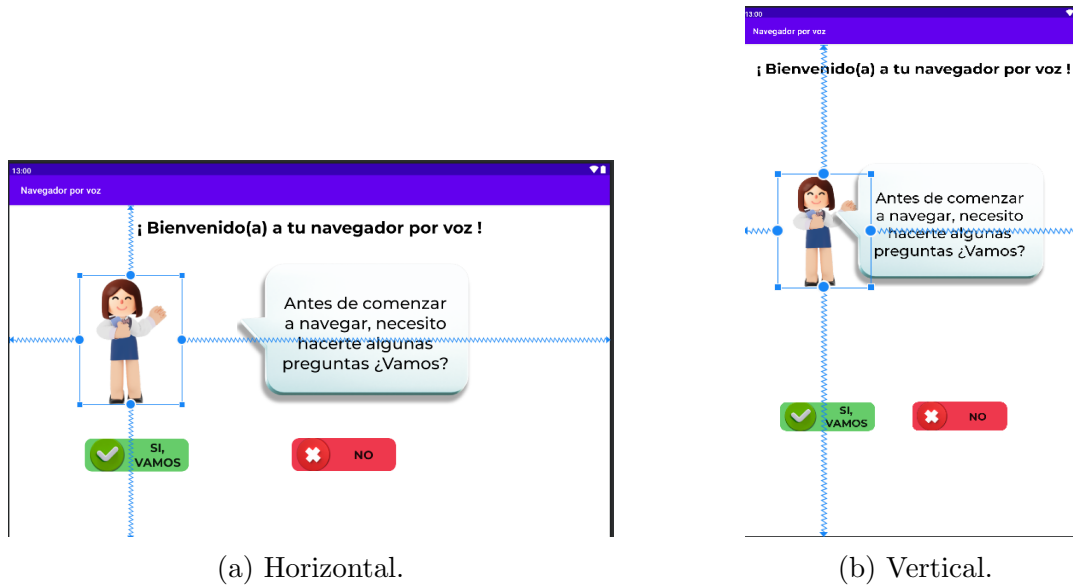 13:00
Navegador por voz
¡ Bienvenido(a) a tu navegador por voz !
Antes de comenzar
a navegar, necesito
hacerte algunas
preguntas ¿Vamos?
SI,
VAMOS
NO
(a) Horizontal.
13:00
Navegador por voz
¡ Bienvenido(a) a tu navegador por voz !
Antes de comenzar
a navegar, necesito
hacerte algunas
preguntas ¿Vamos?
SI,
VAMOS
NO
(b) Vertical.